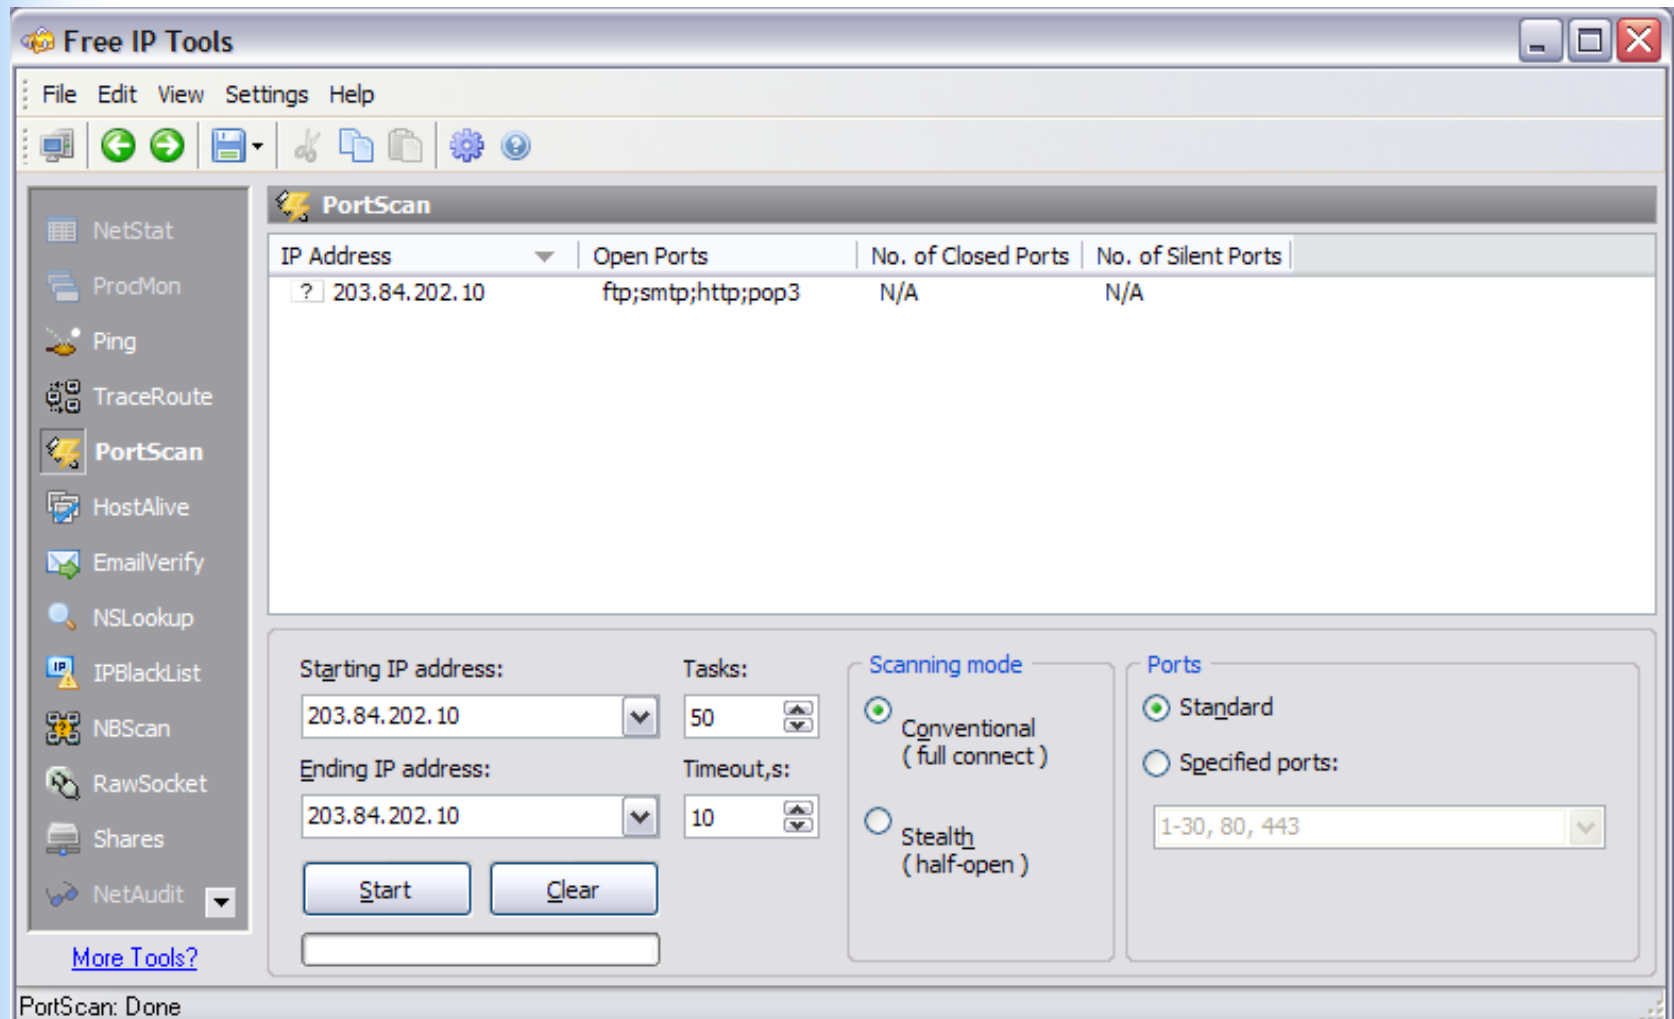 Free IP Tools
File Edit View Settings Help
PortScan
NetStat
ProcMon
Ping
TraceRoute
PortScan
HostAlive
EmailVerify
NSLookup
IPBlackList
NBScan
RawSocket
Shares
NetAudit
More Tools?
IP Address Open Ports No. of Closed Ports No. of Silent Ports
? 203.84.202.10 ftp;smtp;http;pop3 N/A N/A
Starting IP address:
203.84.202.10
Ending IP address:
203.84.202.10
Start Clear
Tasks:
50
Timeout,s:
10
Scanning mode
Conventional
( full connect )
Stealth
( half-open )
Ports
Standard
Specified ports:
1-30, 80, 443
PortScan: Done